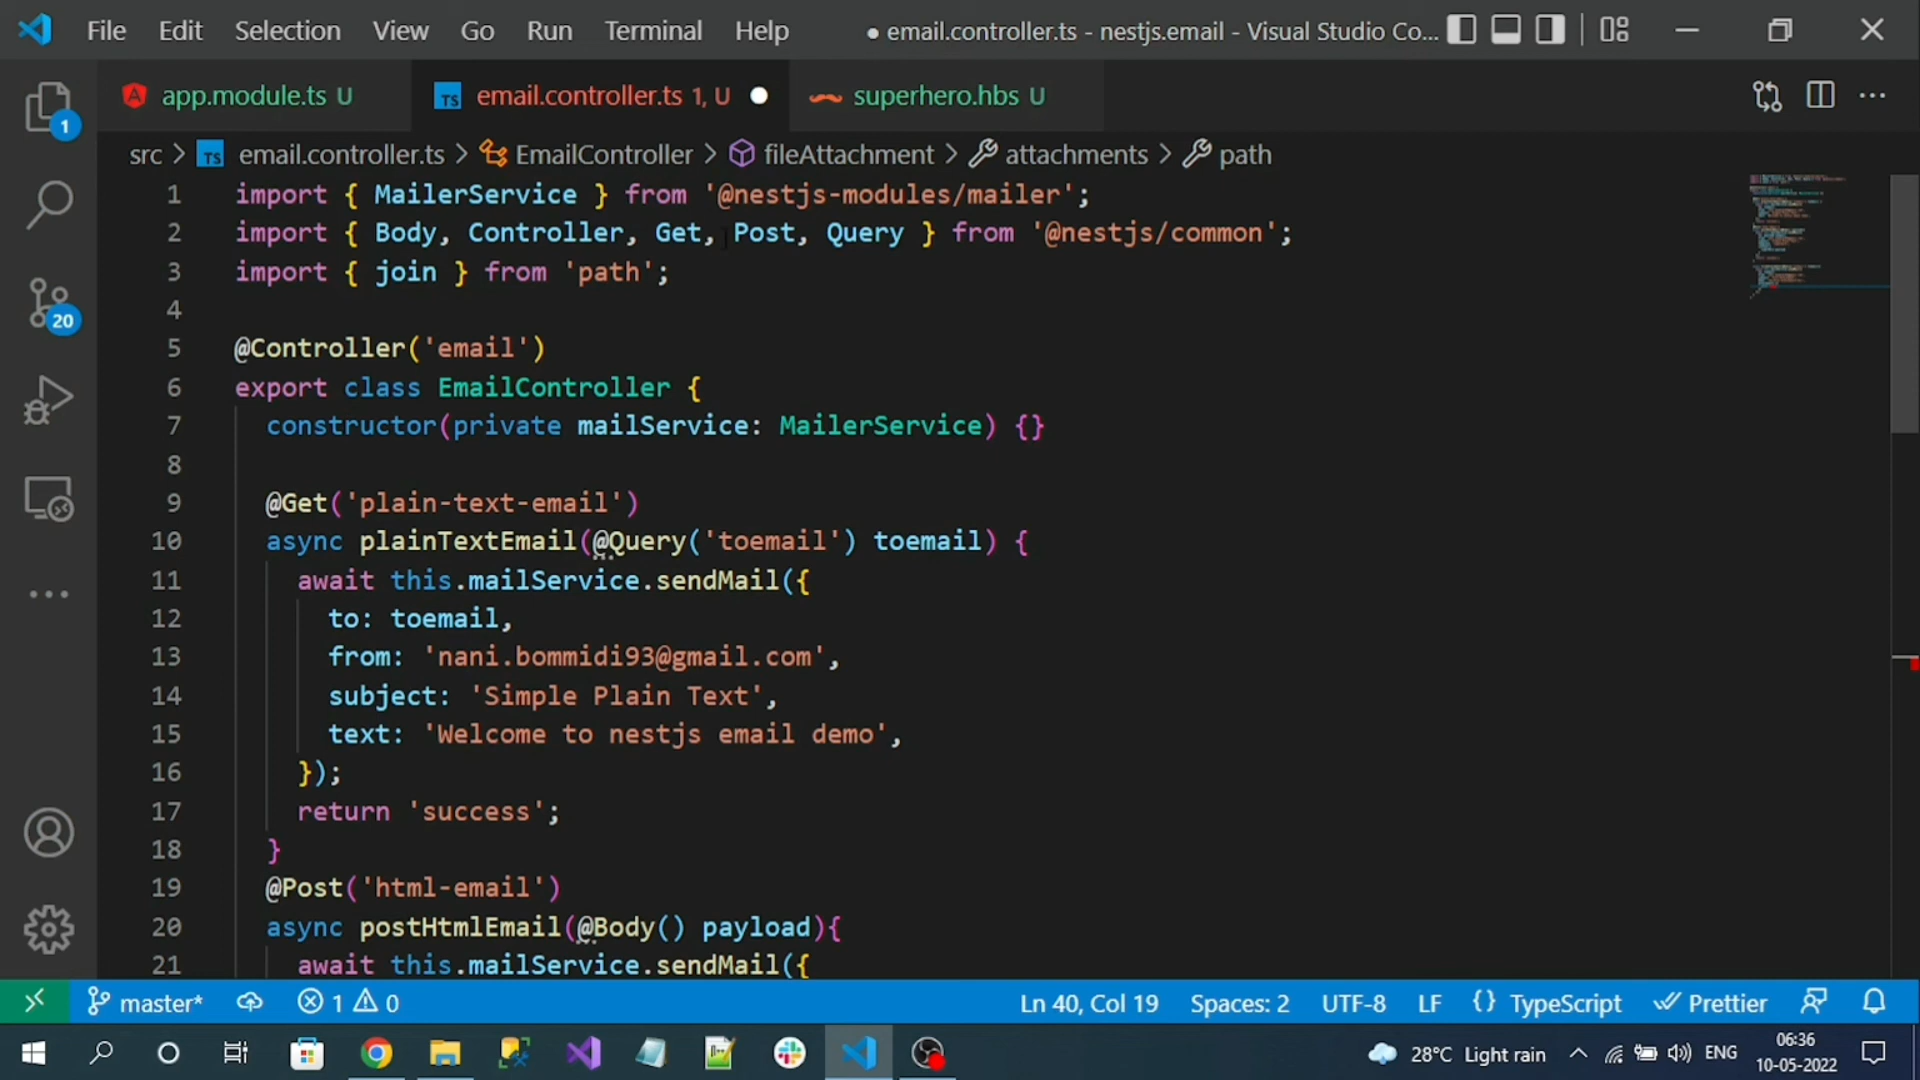 File Edit Selection View Go Run Terminal Help ● email.controller.ts - nestjs.email - Visual Studio Co...
app.module.ts U
TS email.controller.ts 1, U
superhero.hbs U
1
src > TS email.controller.ts > EmailController > fileAttachment > attachments > path
1 import { MailerService } from '@nestjs-modules/mailer';
2 import { Body, Controller, Get, Post, Query } from '@nestjs/common';
3 import { join } from 'path';
4
20
5 @Controller('email')
6 export class EmailController {
7 constructor(private mailService: MailerService) {}
8
9 @Get('plain-text-email')
10 async plainTextEmail(@Query('toemail') toemail) {
11 await this.mailService.sendMail({
12 to: toemail,
13 from: 'nani.bommidi93@gmail.com',
14 subject: 'Simple Plain Text',
15 text: 'Welcome to nestjs email demo',
16 });
17 return 'success';
18 }
19 @Post('html-email')
20 async postHtmlEmail(@Body() payload){
21 await this.mailService.sendMail({
master* 1 0 Ln 40, Col 19 Spaces: 2 UTF-8 LF {} TypeScript Prettier
28°C Light rain ENG 06:36
10-05-2022